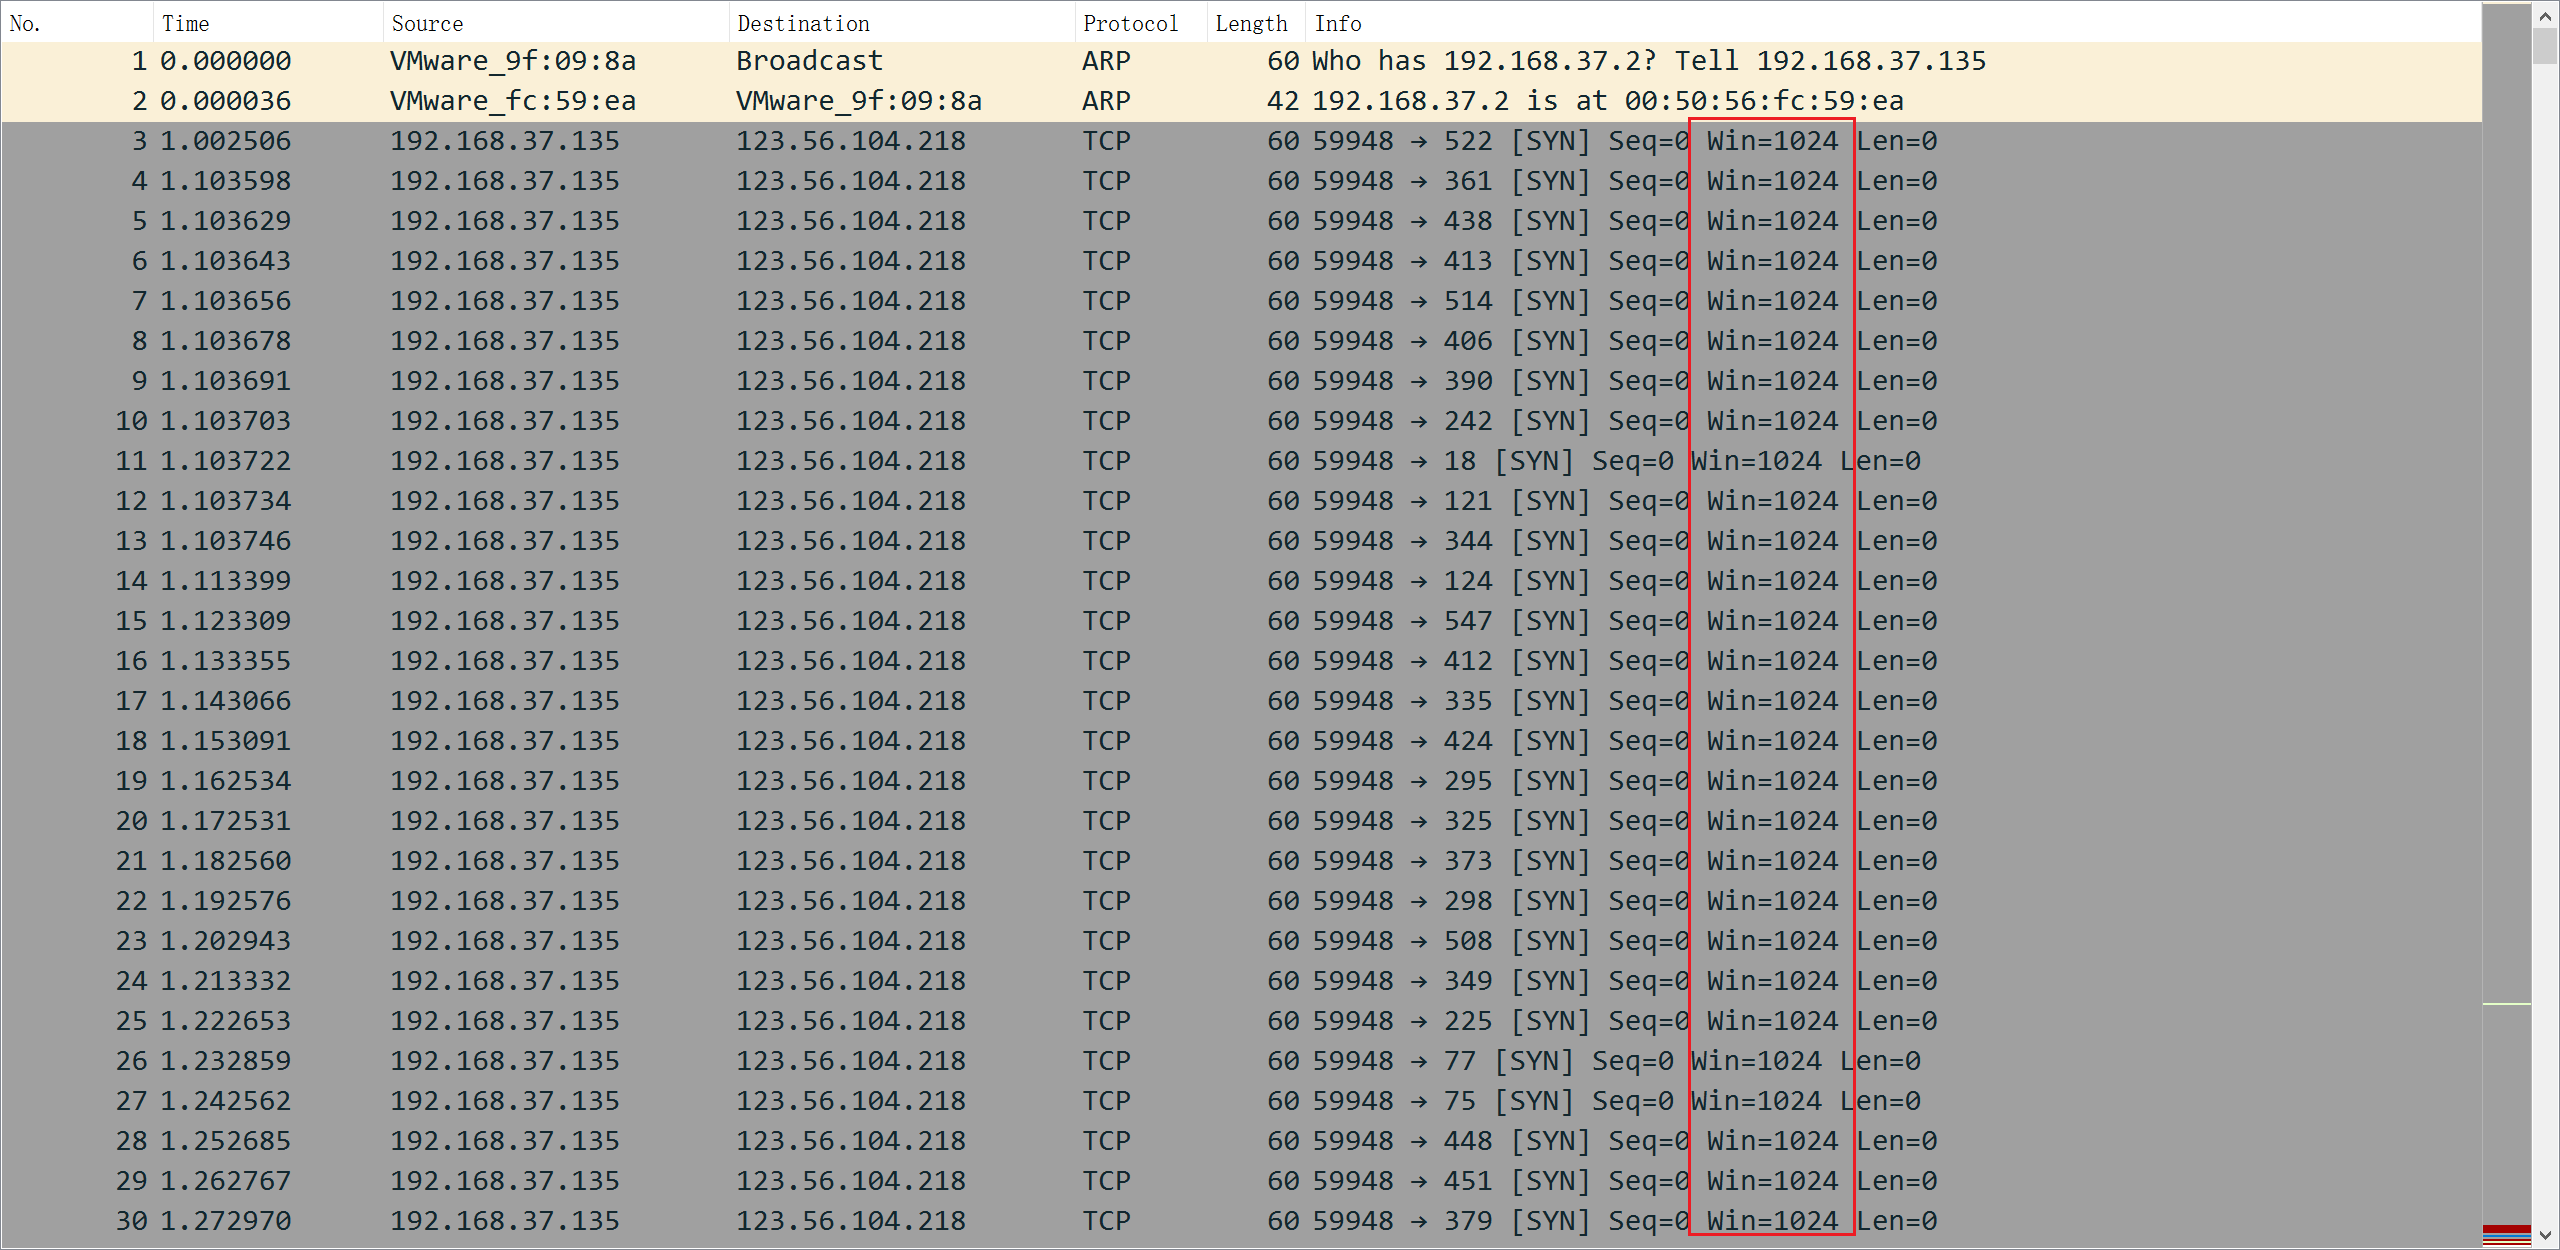 No. Time Source Destination Protocol Length Info
1 0.000000 VMware_9f:09:8a Broadcast ARP 60 Who has 192.168.37.2? Tell 192.168.37.135
2 0.000036 VMware_fc:59:ea VMware_9f:09:8a ARP 42 192.168.37.2 is at 00:50:56:fc:59:ea
3 1.002506 192.168.37.135 123.56.104.218 TCP 60 59948 → 522 [SYN] Seq=0 Win=1024 Len=0
4 1.103598 192.168.37.135 123.56.104.218 TCP 60 59948 → 361 [SYN] Seq=0 Win=1024 Len=0
5 1.103629 192.168.37.135 123.56.104.218 TCP 60 59948 → 438 [SYN] Seq=0 Win=1024 Len=0
6 1.103643 192.168.37.135 123.56.104.218 TCP 60 59948 → 413 [SYN] Seq=0 Win=1024 Len=0
7 1.103656 192.168.37.135 123.56.104.218 TCP 60 59948 → 514 [SYN] Seq=0 Win=1024 Len=0
8 1.103678 192.168.37.135 123.56.104.218 TCP 60 59948 → 406 [SYN] Seq=0 Win=1024 Len=0
9 1.103691 192.168.37.135 123.56.104.218 TCP 60 59948 → 390 [SYN] Seq=0 Win=1024 Len=0
10 1.103703 192.168.37.135 123.56.104.218 TCP 60 59948 → 242 [SYN] Seq=0 Win=1024 Len=0
11 1.103722 192.168.37.135 123.56.104.218 TCP 60 59948 → 18 [SYN] Seq=0 Win=1024 Len=0
12 1.103734 192.168.37.135 123.56.104.218 TCP 60 59948 → 121 [SYN] Seq=0 Win=1024 Len=0
13 1.103746 192.168.37.135 123.56.104.218 TCP 60 59948 → 344 [SYN] Seq=0 Win=1024 Len=0
14 1.113399 192.168.37.135 123.56.104.218 TCP 60 59948 → 124 [SYN] Seq=0 Win=1024 Len=0
15 1.123309 192.168.37.135 123.56.104.218 TCP 60 59948 → 547 [SYN] Seq=0 Win=1024 Len=0
16 1.133355 192.168.37.135 123.56.104.218 TCP 60 59948 → 412 [SYN] Seq=0 Win=1024 Len=0
17 1.143066 192.168.37.135 123.56.104.218 TCP 60 59948 → 335 [SYN] Seq=0 Win=1024 Len=0
18 1.153091 192.168.37.135 123.56.104.218 TCP 60 59948 → 424 [SYN] Seq=0 Win=1024 Len=0
19 1.162534 192.168.37.135 123.56.104.218 TCP 60 59948 → 295 [SYN] Seq=0 Win=1024 Len=0
20 1.172531 192.168.37.135 123.56.104.218 TCP 60 59948 → 325 [SYN] Seq=0 Win=1024 Len=0
21 1.182560 192.168.37.135 123.56.104.218 TCP 60 59948 → 373 [SYN] Seq=0 Win=1024 Len=0
22 1.192576 192.168.37.135 123.56.104.218 TCP 60 59948 → 298 [SYN] Seq=0 Win=1024 Len=0
23 1.202943 192.168.37.135 123.56.104.218 TCP 60 59948 → 508 [SYN] Seq=0 Win=1024 Len=0
24 1.213332 192.168.37.135 123.56.104.218 TCP 60 59948 → 349 [SYN] Seq=0 Win=1024 Len=0
25 1.222653 192.168.37.135 123.56.104.218 TCP 60 59948 → 225 [SYN] Seq=0 Win=1024 Len=0
26 1.232859 192.168.37.135 123.56.104.218 TCP 60 59948 → 77 [SYN] Seq=0 Win=1024 Len=0
27 1.242562 192.168.37.135 123.56.104.218 TCP 60 59948 → 75 [SYN] Seq=0 Win=1024 Len=0
28 1.252685 192.168.37.135 123.56.104.218 TCP 60 59948 → 448 [SYN] Seq=0 Win=1024 Len=0
29 1.262767 192.168.37.135 123.56.104.218 TCP 60 59948 → 451 [SYN] Seq=0 Win=1024 Len=0
30 1.272970 192.168.37.135 123.56.104.218 TCP 60 59948 → 379 [SYN] Seq=0 Win=1024 Len=0